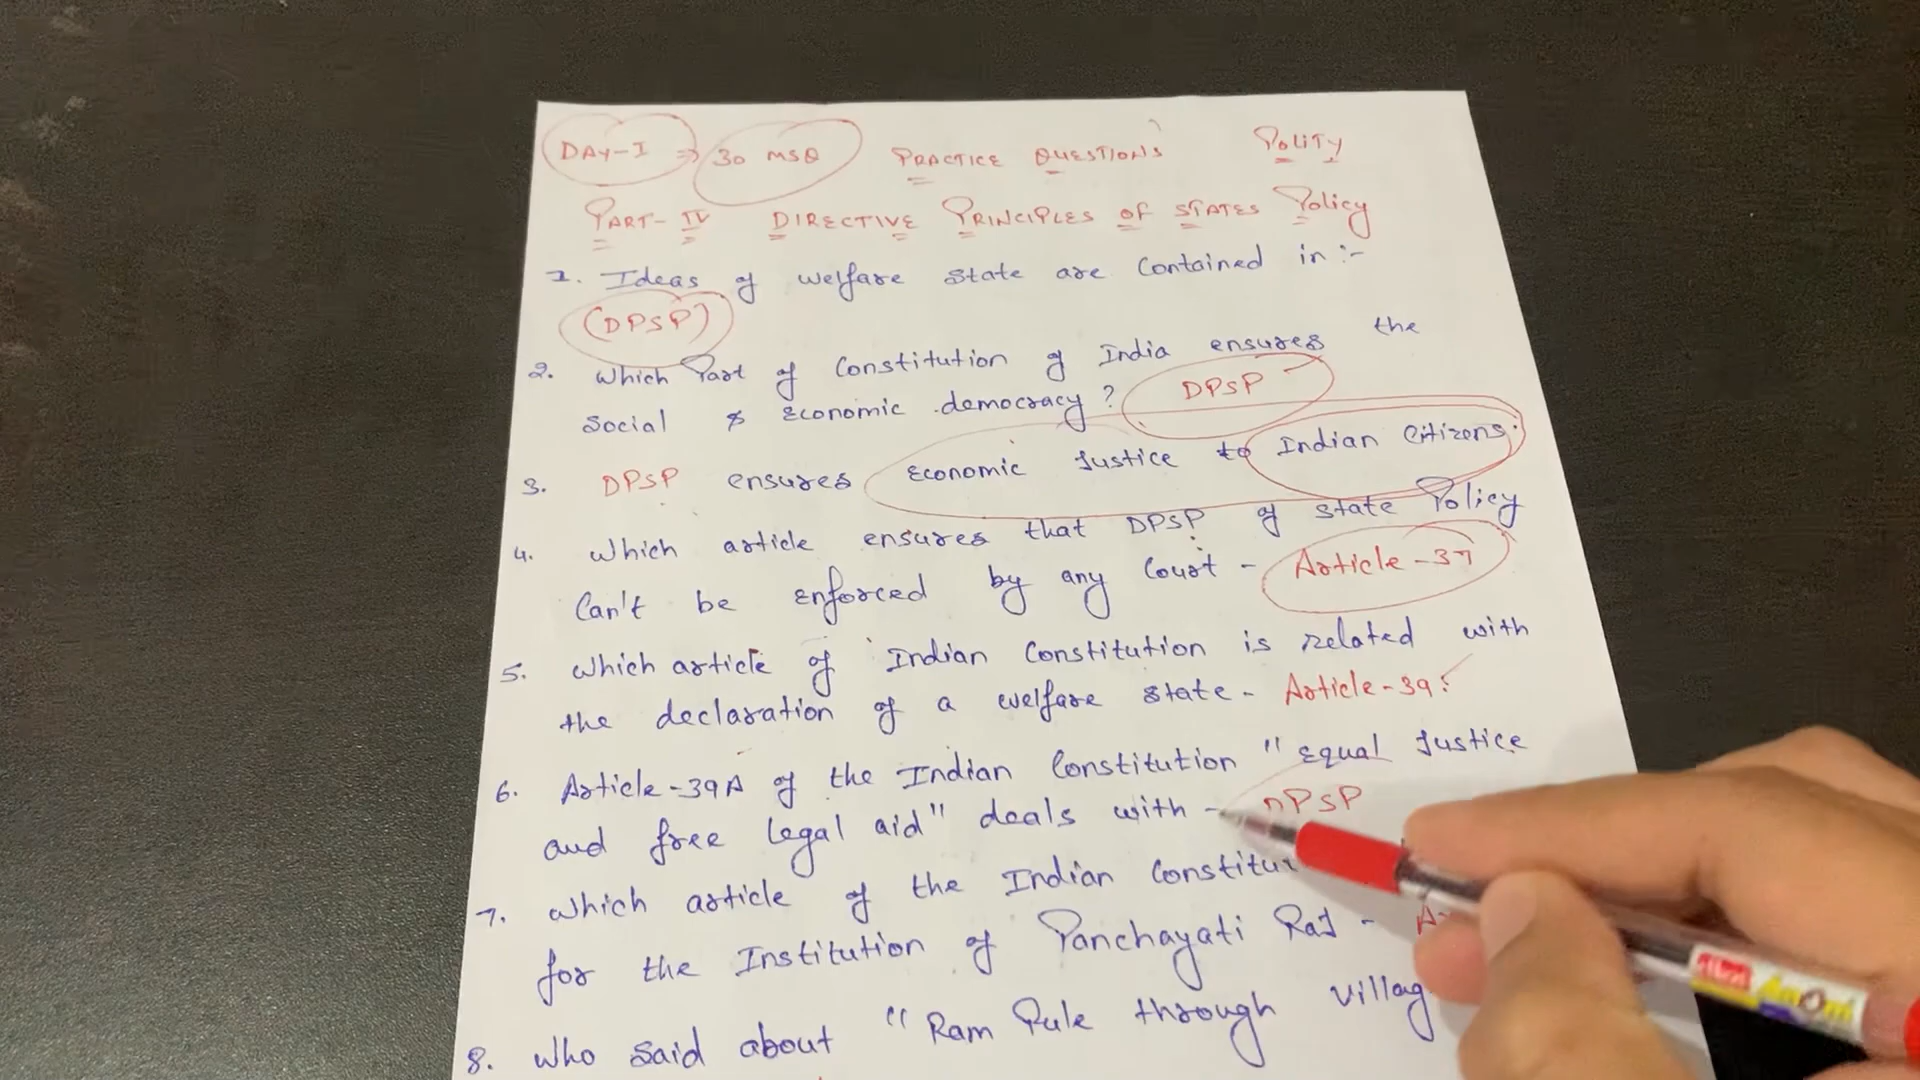 DAY-I ⇒ 30 MSQ PRACTICE QUESTIONS POLITY
PART-IV DIRECTIVE PRINCIPLES OF STATES Policy
1. Ideas of welfare state are contained in :-
(DPSP)
2. Which Part of Constitution of India ensures the
Social & Economic democracy? DPSP
3. DPSP ensures Economic Justice to Indian Citizens.
4. Which article ensures that DPSP of state Policy
Can't be enforced by any Court - Article-37
5. Which article of Indian Constitution is related with
the declaration of a welfare state - Article-39.
6. Article-39A of the Indian Constitution "Equal Justice
and free legal aid" deals with - DPSP
7. Which article of the Indian
for the Institution of Panchayati Raj -
8. Who said about "Ram Rule through